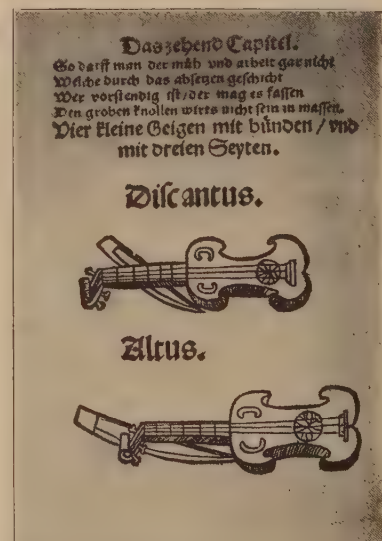 Das zehend Capitel.
So darff man der müh vnd arbeit gar nicht
Welche durch das absetzen geschicht
Wer vorstendig ist/der mag es fassen
Den groben knollen wirts nicht sein in massen.
Vier kleine Geigen mit bünden / vnd
mit dreien Seyten.
Discantus.
Altus.